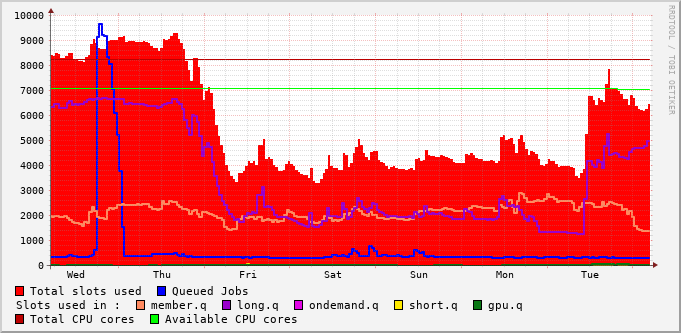 10000
9000
8000
7000
6000
5000
4000
3000
2000
1000
0
Wed Thu Fri Sat Sun Mon Tue
RRDTOOL / TOBI OETIKER
Total slots used Queued Jobs
Slots used in : member.q long.q ondemand.q short.q gpu.q
Total CPU cores Available CPU cores